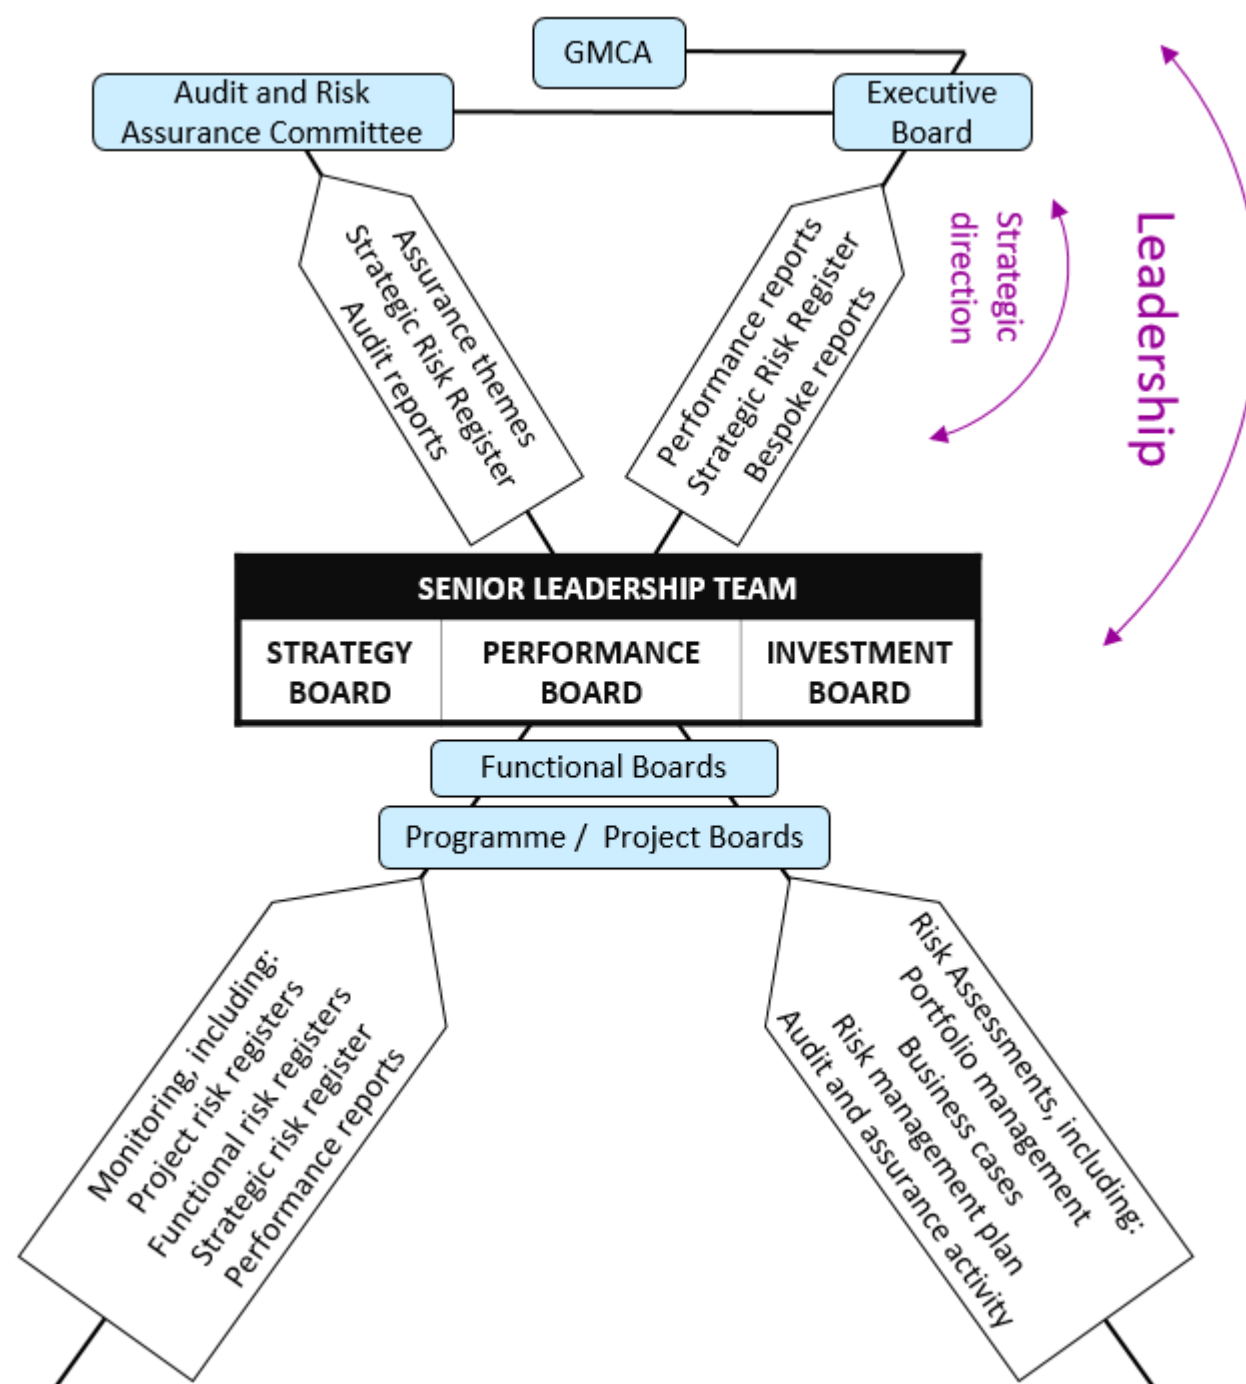 GMCA
Audit and Risk
Assurance Committee
Executive
Board
Assurance themes
Strategic Risk Register
Audit reports
Performance reports
Strategic Risk Register
Bespoke reports
Strategic
direction
Leadership
SENIOR LEADERSHIP TEAM
STRATEGY
BOARD
PERFORMANCE
BOARD
INVESTMENT
BOARD
Functional Boards
Programme / Project Boards
Monitoring, including:
Project risk registers
Functional risk registers
Strategic risk register
Performance reports
Risk Assessments, including:
Portfolio management
Business cases
Risk management plan
Audit and assurance activity